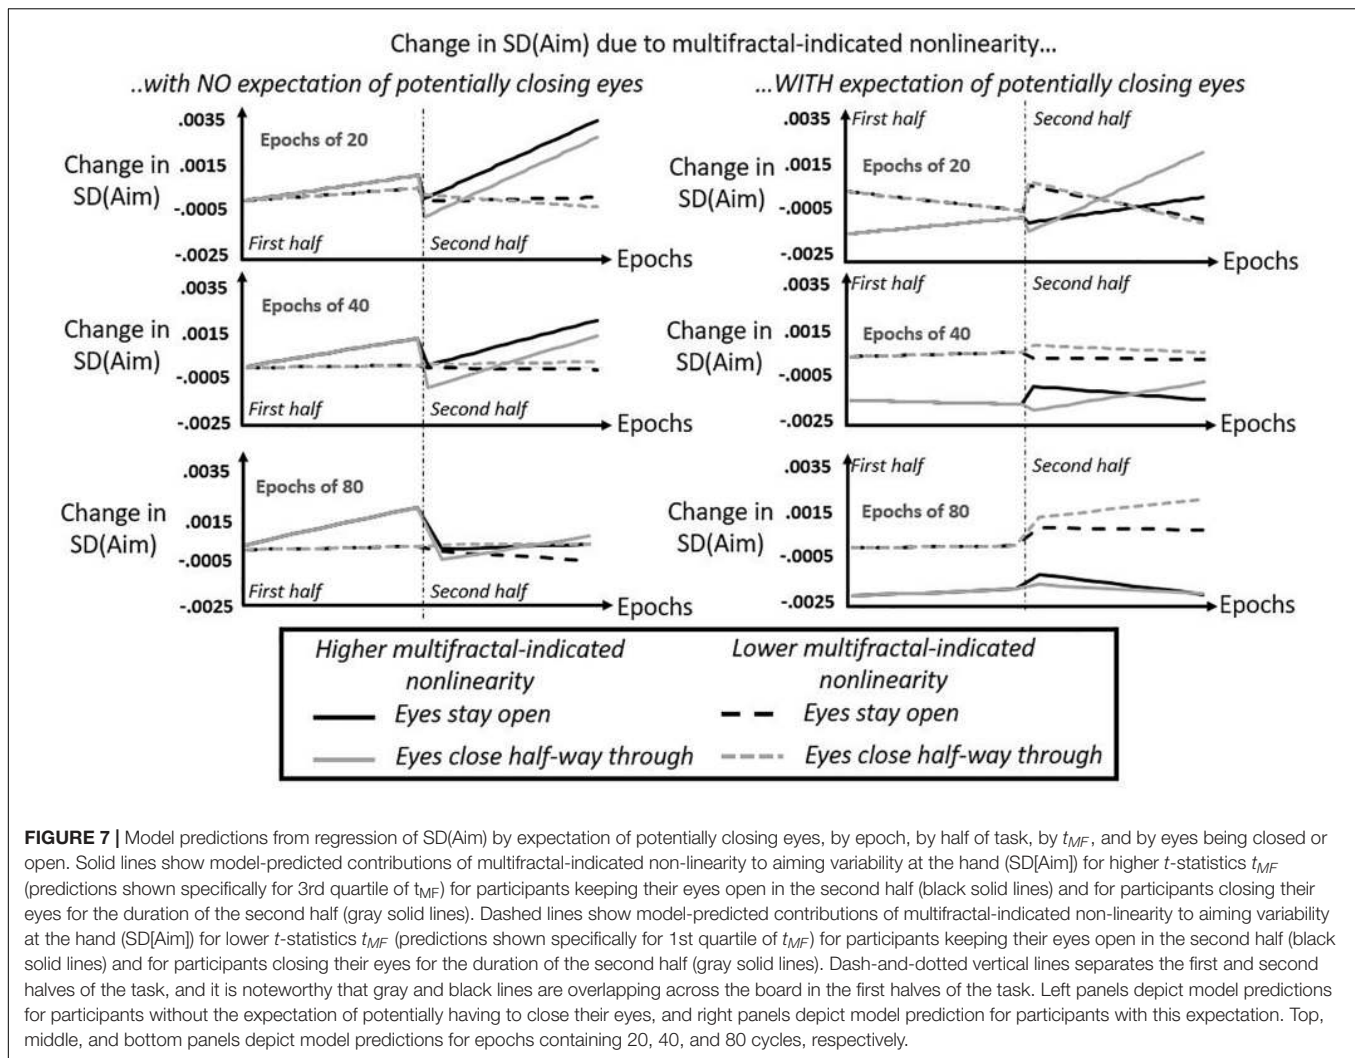 Change in SD(Aim) due to multifractal-indicated nonlinearity...
..with NO expectation of potentially closing eyes
...WITH expectation of potentially closing eyes
.0035
Epochs of 20
Change in
SD(Aim)
.0015
-.0005
First half
Second half
-.0025
Epochs
.0035
First half
Second half
Change in
SD(Aim)
.0015
Epochs of 20
-.0005
-.0025
Epochs
.0035
Epochs of 40
Change in
SD(Aim)
.0015
-.0005
First half
Second half
-.0025
Epochs
.0035
First half
Second half
Change in
SD(Aim)
.0015
Epochs of 40
-.0005
-.0025
Epochs
.0035
Epochs of 80
Change in
SD(Aim)
.0015
-.0005
First half
Second half
-.0025
Epochs
.0035
First half
Second half
Change in
SD(Aim)
.0015
Epochs of 80
-.0005
-.0025
Epochs
Higher multifractal-indicated
nonlinearity
Eyes stay open
Eyes close half-way through
Lower multifractal-indicated
nonlinearity
Eyes stay open
Eyes close half-way through
FIGURE 7 | Model predictions from regression of SD(Aim) by expectation of potentially closing eyes, by epoch, by half of task, by tMF, and by eyes being closed or
open. Solid lines show model-predicted contributions of multifractal-indicated non-linearity to aiming variability at the hand (SD[Aim]) for higher t-statistics tMF
(predictions shown specifically for 3rd quartile of tMF) for participants keeping their eyes open in the second half (black solid lines) and for participants closing their
eyes for the duration of the second half (gray solid lines). Dashed lines show model-predicted contributions of multifractal-indicated non-linearity to aiming variability
at the hand (SD[Aim]) for lower t-statistics tMF (predictions shown specifically for 1st quartile of tMF) for participants keeping their eyes open in the second half (black
solid lines) and for participants closing their eyes for the duration of the second half (gray solid lines). Dash-and-dotted vertical lines separates the first and second
halves of the task, and it is noteworthy that gray and black lines are overlapping across the board in the first halves of the task. Left panels depict model predictions
for participants without the expectation of potentially having to close their eyes, and right panels depict model prediction for participants with this expectation. Top,
middle, and bottom panels depict model predictions for epochs containing 20, 40, and 80 cycles, respectively.